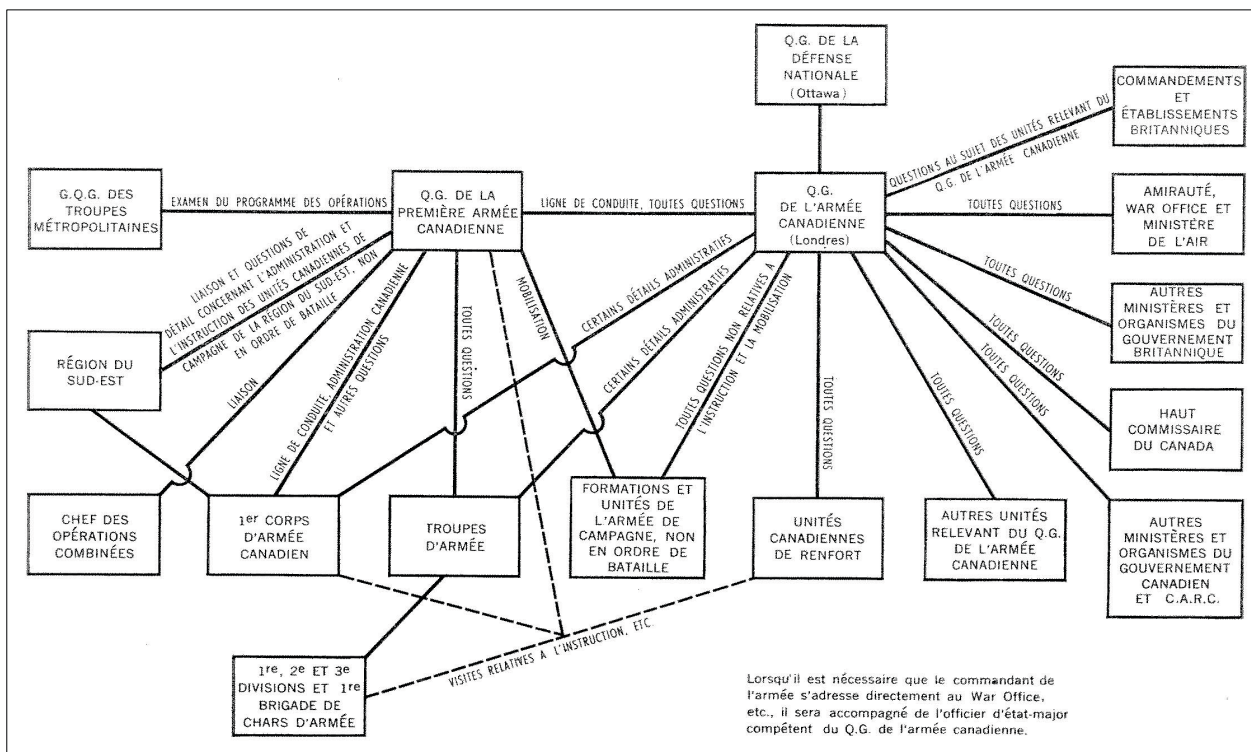 Q.G. DE LA
DÉFENSE
NATIONALE
(Ottawa)
COMMANDEMENTS
ET
ÉTABLISSEMENTS
BRITANNIQUES
QUESTIONS AU SUJET DES UNITÉS RELEVANT DU
Q.G. DE L'ARMÉE CANADIENNE
G.Q.G. DES
TROUPES
MÉTROPOLITAINES
EXAMEN DU PROGRAMME DES OPÉRATIONS
Q.G. DE LA
PREMIÈRE ARMÉE
CANADIENNE
LIGNE DE CONDUITE, TOUTES QUESTIONS
Q.G.
DE L'ARMÉE
CANADIENNE
(Londres)
TOUTES QUESTIONS
AMIRAUTÉ,
WAR OFFICE ET
MINISTÈRE
DE L'AIR
LIAISON ET QUESTIONS DE
DÉTAIL CONCERNANT L'ADMINISTRATION ET
L'INSTRUCTION DES UNITÉS CANADIENNES DE
CAMPAGNE DE LA RÉGION DU SUD-EST, NON
EN ORDRE DE BATAILLE
MOBILISATION
CERTAINS DÉTAILS ADMINISTRATIFS
CERTAINS DÉTAILS ADMINISTRATIFS
TOUTES QUESTIONS
AUTRES
MINISTÈRES ET
ORGANISMES DU
GOUVERNEMENT
BRITANNIQUE
RÉGION DU
SUD-EST
LIAISON
LIGNE DE CONDUITE, ADMINISTRATION CANADIENNE
ET AUTRES QUESTIONS
TOUTES QUESTIONS
TOUTES QUESTIONS NON RELATIVES A
L'INSTRUCTION ET LA MOBILISATION
TOUTES QUESTIONS
TOUTES QUESTIONS
TOUTES QUESTIONS
TOUTES QUESTIONS
HAUT
COMMISSAIRE
DU CANADA
CHEF DES
OPÉRATIONS
COMBINÉES
1er CORPS
D'ARMÉE
CANADIEN
TROUPES
D'ARMÉE
FORMATIONS ET
UNITÉS DE
L'ARMÉE DE
CAMPAGNE, NON
EN ORDRE DE
BATAILLE
UNITÉS
CANADIENNES
DE RENFORT
AUTRES UNITÉS
RELEVANT DU Q.G.
DE L'ARMÉE
CANADIENNE
AUTRES
MINISTÈRES ET
ORGANISMES DU
GOUVERNEMENT
CANADIEN
ET C.A.R.C.
VISITES RELATIVES A L'INSTRUCTION, ETC
1re, 2e ET 3e
DIVISIONS ET 1re
BRIGADE DE
CHARS D'ARMÉE
Lorsqu'il est nécessaire que le commandant de
l'armée s'adresse directement au War Office,
etc., il sera accompagné de l'officier d'état-major
compétent du Q.G. de l'armée canadienne.